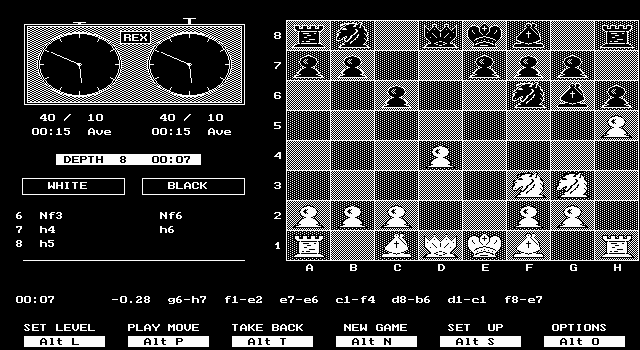 REX
8
7
6
5
4
3
2
1
A B C D E F G H
40 / 10 40 / 10
00:15 Ave 00:15 Ave
DEPTH 8 00:07
WHITE BLACK
6 Nf3 Nf6
7 h4 h6
8 h5
00:07 -0.28 g6-h7 f1-e2 e7-e6 c1-f4 d8-b6 d1-c1 f8-e7
SET LEVEL PLAY MOVE TAKE BACK NEW GAME SET UP OPTIONS
Alt L Alt P Alt T Alt N Alt S Alt O